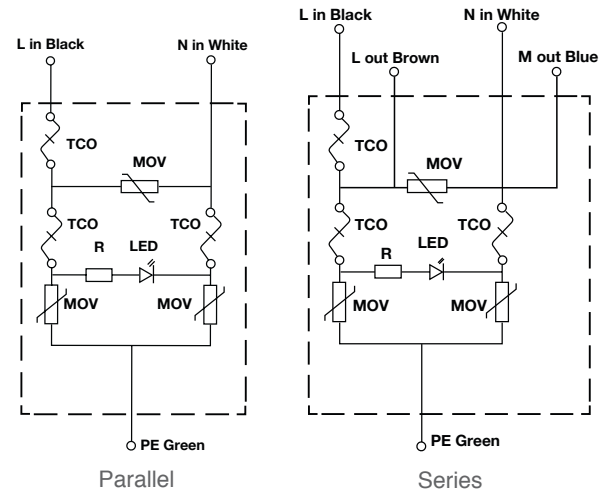 L in Black
N in White
TCO
MOV
TCO
TCO
R
LED
MOV
MOV
PE Green
Parallel
L in Black
N in White
L out Brown
M out Blue
TCO
MOV
TCO
TCO
R
LED
MOV
MOV
PE Green
Series